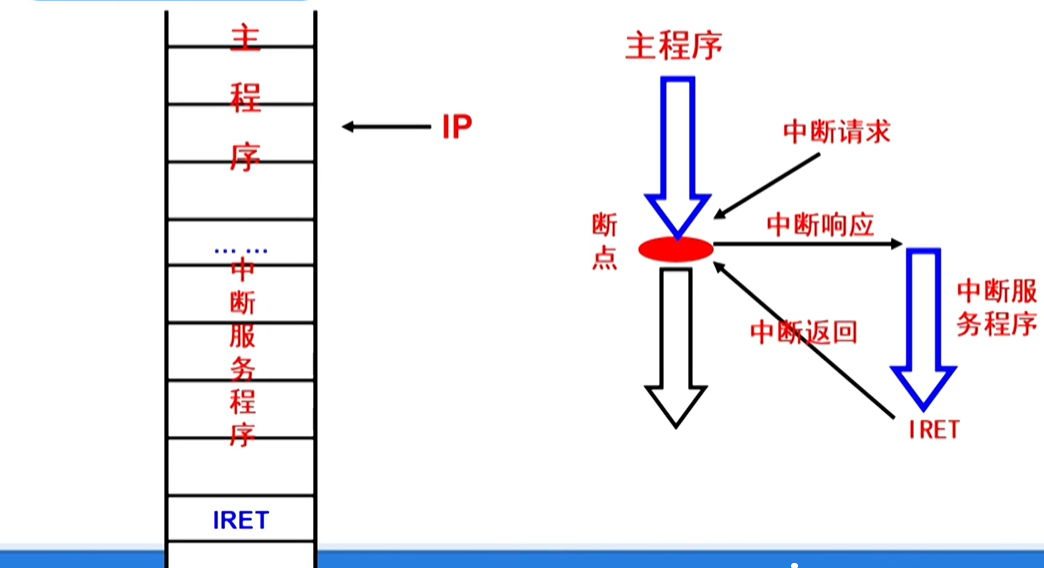 主
程
序
IP
… …
中
断
服
务
程
序
IRET
主程序
中断请求
断
点
中断响应
中断服
务程序
中断返回
IRET